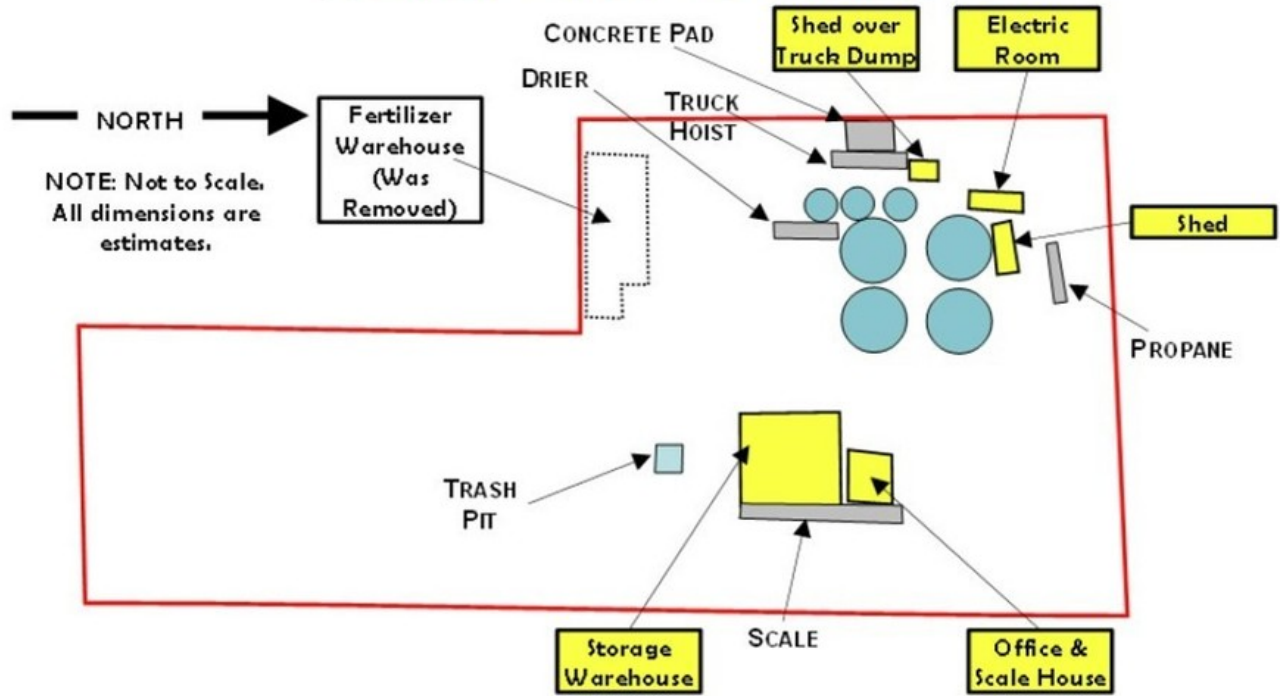 CONCRETE PAD
Shed over
Truck Dump
Electric
Room
DRIER
TRUCK
HOIST
NORTH
Fertilizer
Warehouse
(Was
Removed)
NOTE: Not to Scale.
All dimensions are
estimates.
Shed
PROPANE
TRASH
PIT
Storage
Warehouse
SCALE
Office &
Scale House